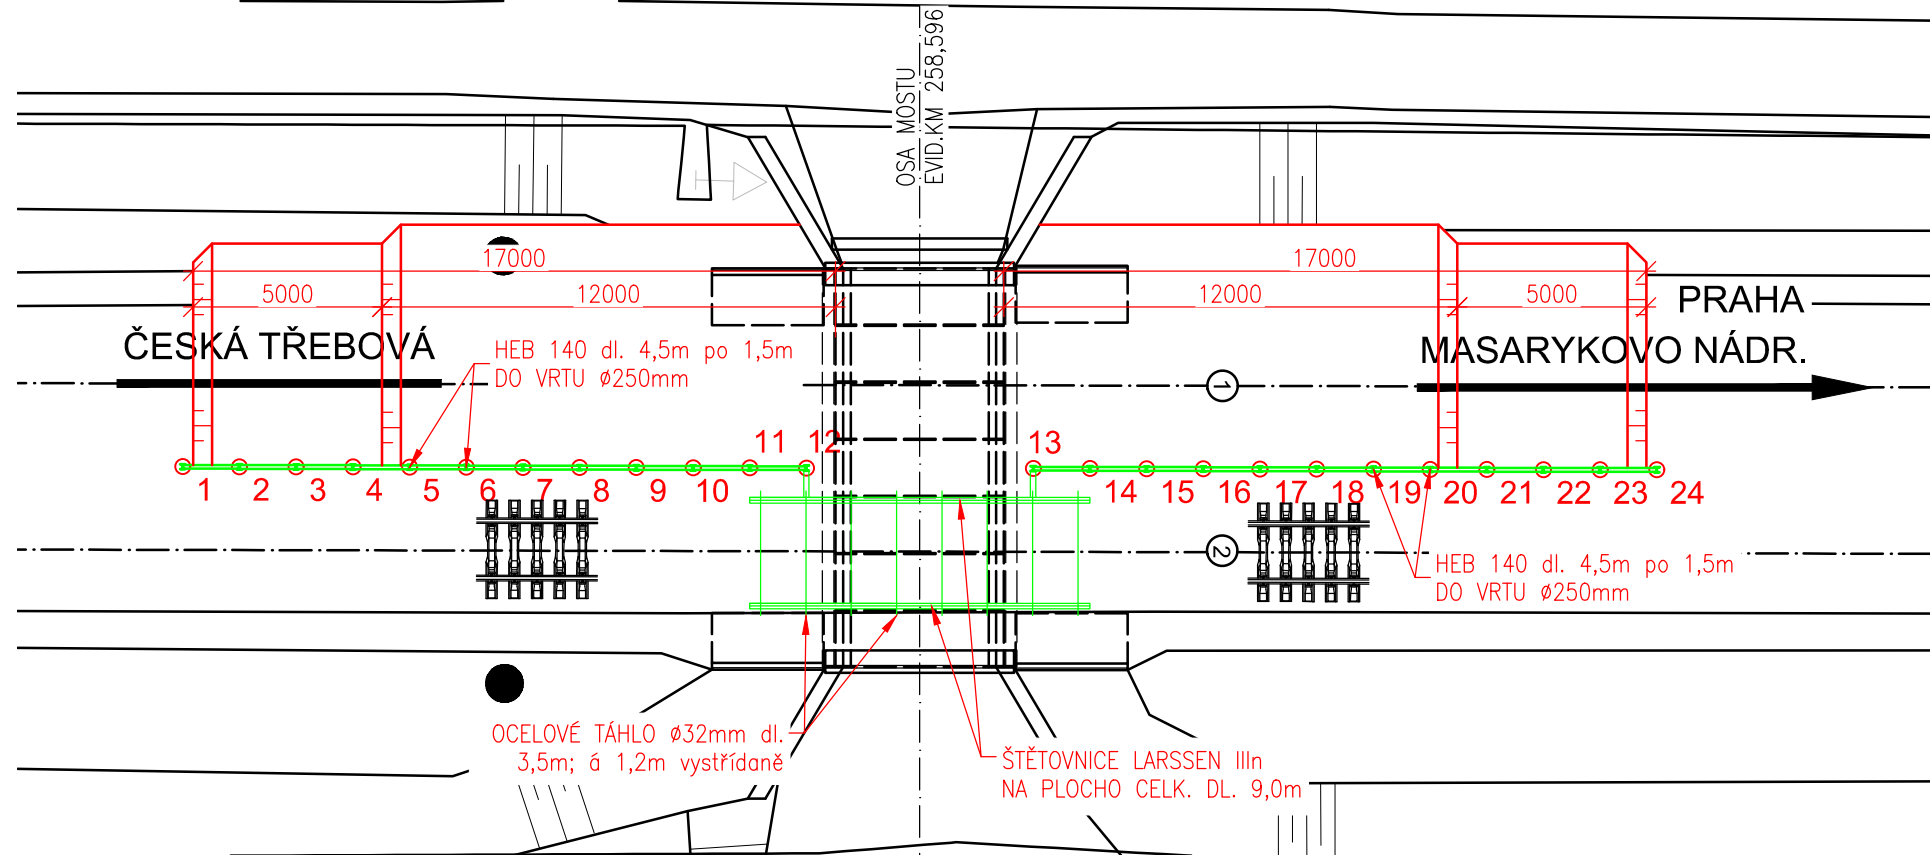 OSA MOSTU
EVID.KM 258,596
17000
17000
5000
12000
12000
5000
PRAHA
MASARYKOVO NÁDR.
ČESKÁ TŘEBOVÁ
HEB 140 dl. 4,5m po 1,5m
DO VRTU ø250mm
1
11
12
13
1
2
3
4
5
6
7
8
9
10
14
15
16
17
18
19
20
21
22
23
24
2
HEB 140 dl. 4,5m po 1,5m
DO VRTU ø250mm
OCELOVÉ TÁHLO ø32mm dl.
3,5m; á 1,2m vystřídaně
ŠTĚTOVNICE LARSSEN IIIn
NA PLOCHO CELK. DL. 9,0m